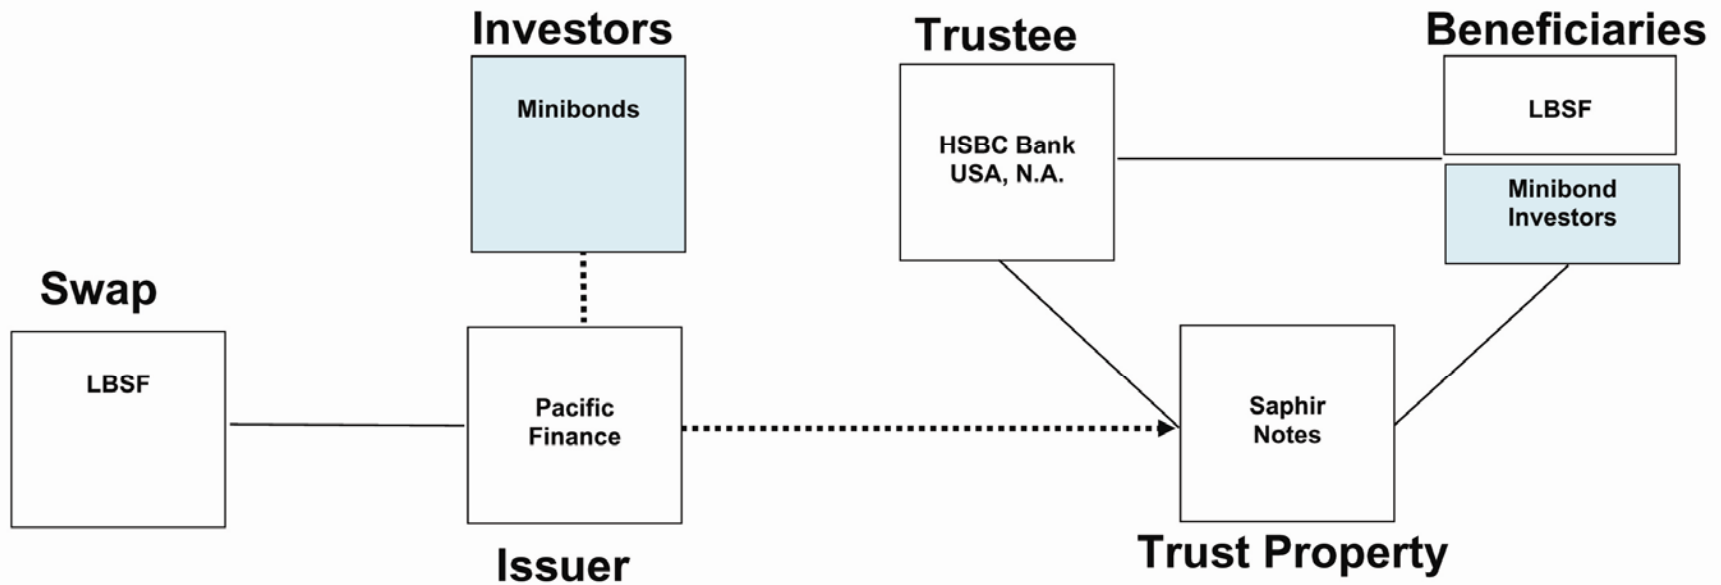 Investors
Trustee
Beneficiaries
Minibonds
HSBC Bank
USA, N.A.
LBSF
Minibond
Investors
Swap
LBSF
Pacific
Finance
Saphir
Notes
Issuer
Trust Property